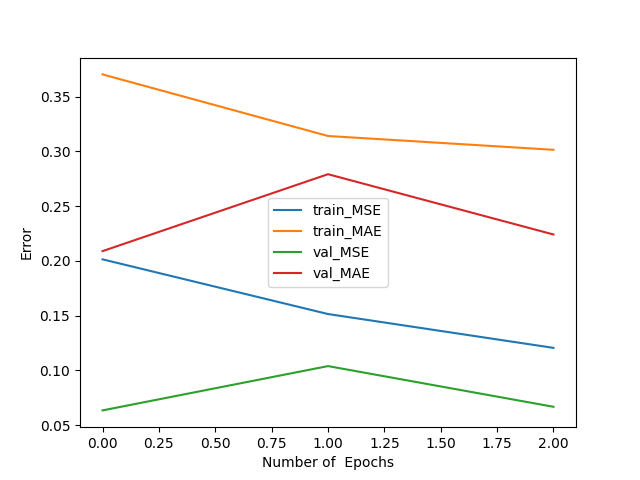 0.35
0.30
0.25
0.20
0.15
0.10
0.05
Error
train_MSE
train_MAE
val_MSE
val_MAE
0.00 0.25 0.50 0.75 1.00 1.25 1.50 1.75 2.00
Number of  Epochs